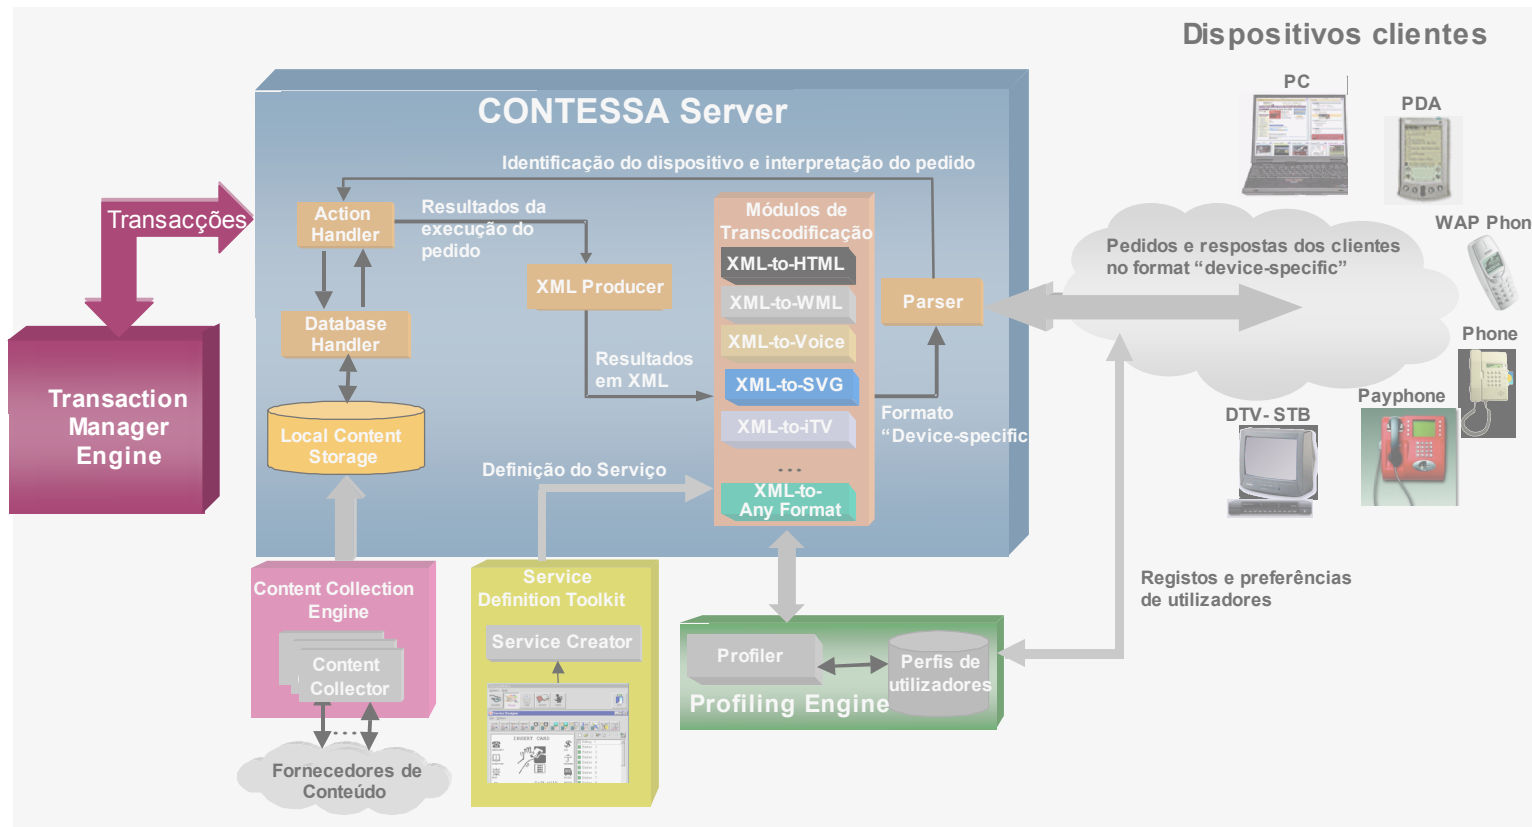 Dispositivos clientes
PC
PDA
CONTESSA Server
Identificação do dispositivo e interpretação do pedido
Transacções
Action
Handler
Resultados da
execução do
pedido
Módulos de
Transcodificação
WAP Phon
Pedidos e respostas dos clientes
no format “device-specific”
XML-to-HTML
XML Producer
XML-to-WML
Parser
Database
Handler
XML-to-Voice
Phone
Resultados
em XML
XML-to-SVG
Transaction
Manager
Engine
Payphone
Formato
“Device-specific
DTV- STB
XML-to-iTV
Local Content
Storage
Definição do Serviço
...
XML-to-
Any Format
Content Collection
Engine
Service
Definition Toolkit
Registos e preferências
de utilizadores
Service Creator
Content
Collector
Profiler
Perfis de
utilizadores
Profiling Engine
...
INSERT CARD
Fornecedores de
Conteúdo